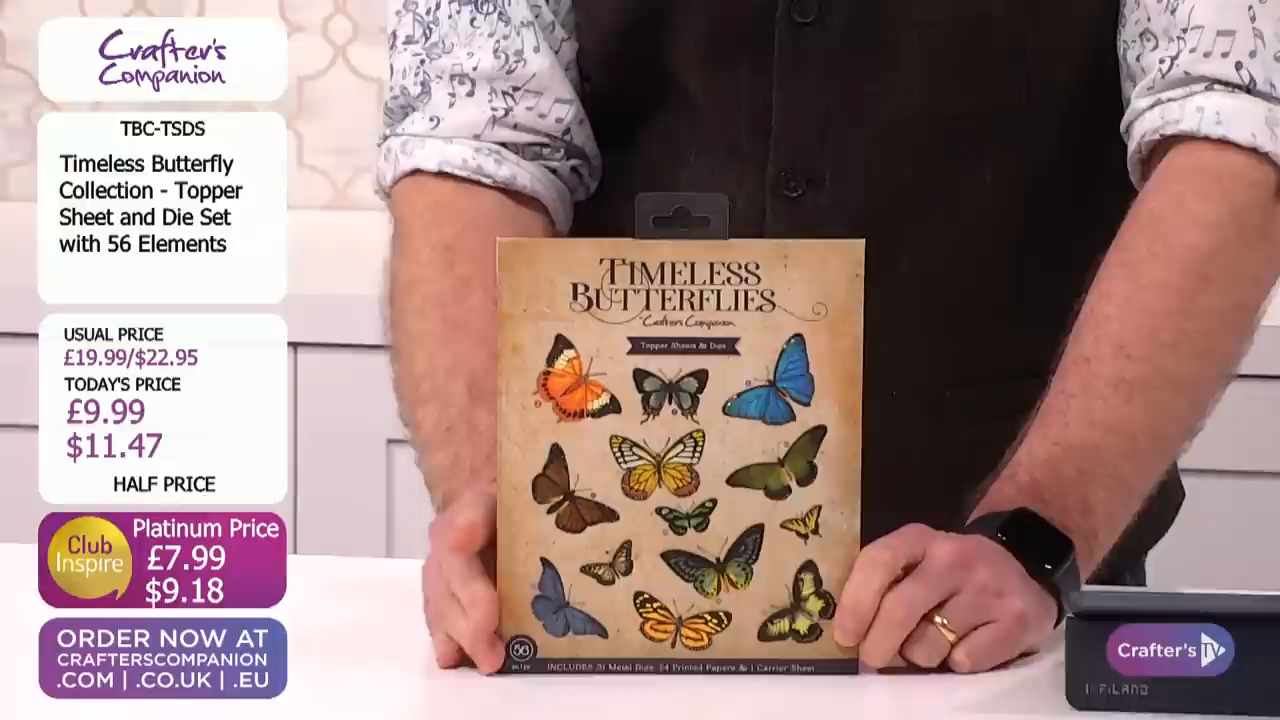 Crafter's
Companion
TBC-TSDS
Timeless Butterfly
Collection - Topper
Sheet and Die Set
with 56 Elements
USUAL PRICE
£19.99/$22.95
TODAY'S PRICE
£9.99
$11.47
HALF PRICE
Club
Inspire
Platinum Price
£7.99
$9.18
ORDER NOW AT
CRAFTERSCOMPANION
.COM | .CO.UK | .EU
TIMELESS
BUTTERFLIES
Crafter's Companion
Topper Sheets & Dies
56
INCLUDES 31 Metal Dies, 24 Printed Papers & 1 Carrier Sheet
Crafter's TV